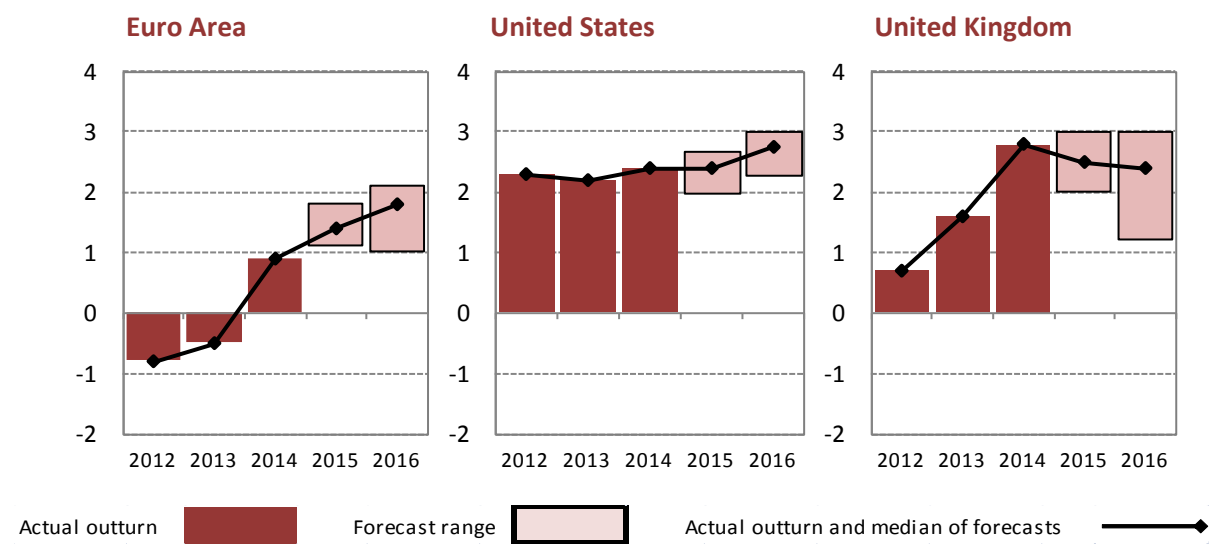 Euro Area United States United Kingdom
4 4 4
3 3 3
2 2 2
1 1 1
0 0 0
-1 -1 -1
-2 -2 -2
2012 2013 2014 2015 2016 2012 2013 2014 2015 2016 2012 2013 2014 2015 2016
Actual outturn Forecast range Actual outturn and median of forecasts